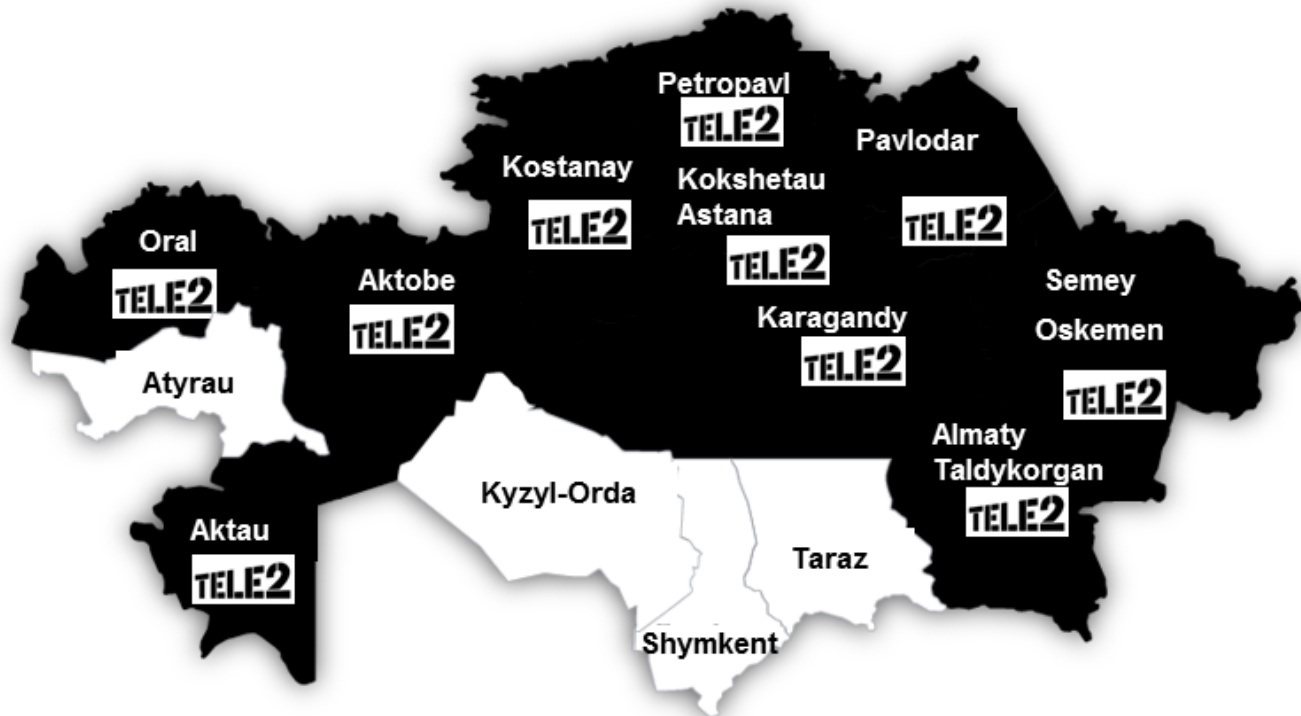 Petropavl
TELE2
Pavlodar
TELE2
Kostanay
TELE2
Kokshetau
Astana
TELE2
Oral
TELE2
Aktobe
TELE2
Semey
Oskemen
TELE2
Karagandy
TELE2
Atyrau
Almaty
Taldykorgan
TELE2
Kyzyl-Orda
Aktau
TELE2
Taraz
Shymkent